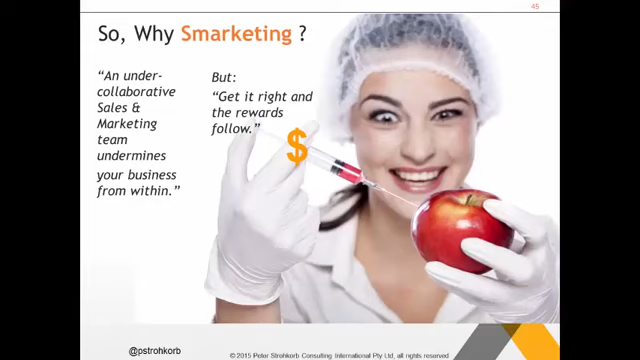 45
So, Why Smarketing ?
“An under-
collaborative
Sales &
Marketing
team
undermines
your business
from within.”
But:
“Get it right and
the rewards
follow.”
$
@pstrohkorb
©2015 Peter Strohkorb Consulting International Pty Ltd, all rights reserved